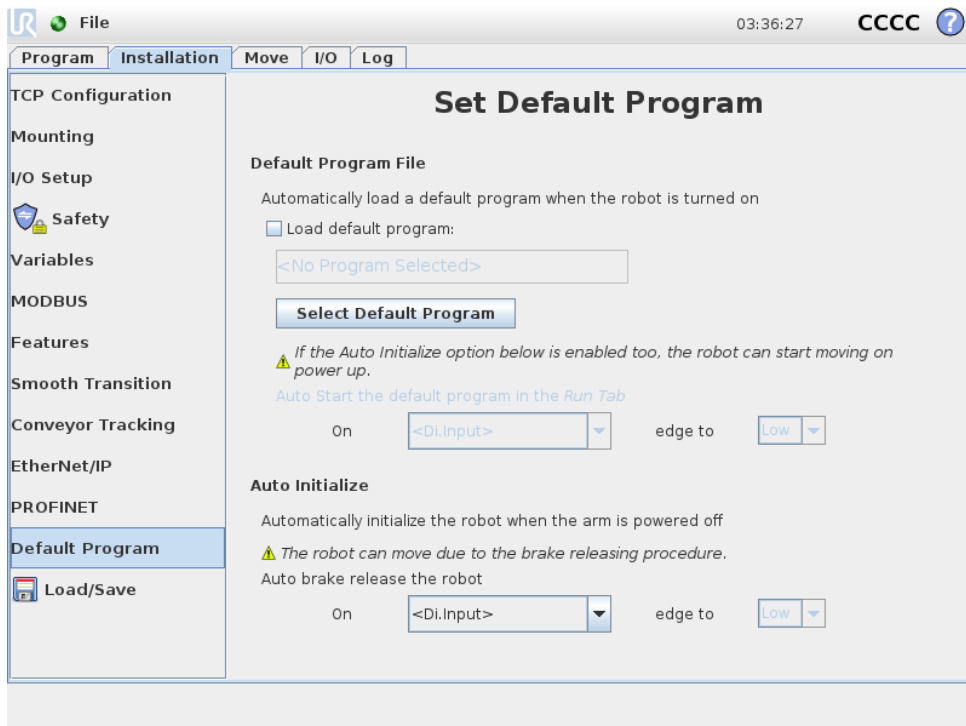 UR File 03:36:27 CCCC ?
Program Installation Move I/O Log
TCP Configuration
Mounting
I/O Setup
Safety
Variables
MODBUS
Features
Smooth Transition
Conveyor Tracking
EtherNet/IP
PROFINET
Default Program
Load/Save
Set Default Program
Default Program File
Automatically load a default program when the robot is turned on
Load default program:
<No Program Selected>
Select Default Program
If the Auto Initialize option below is enabled too, the robot can start moving on
power up.
Auto Start the default program in the Run Tab
On <Di.Input> edge to Low
Auto Initialize
Automatically initialize the robot when the arm is powered off
The robot can move due to the brake releasing procedure.
Auto brake release the robot
On <Di.Input> edge to Low